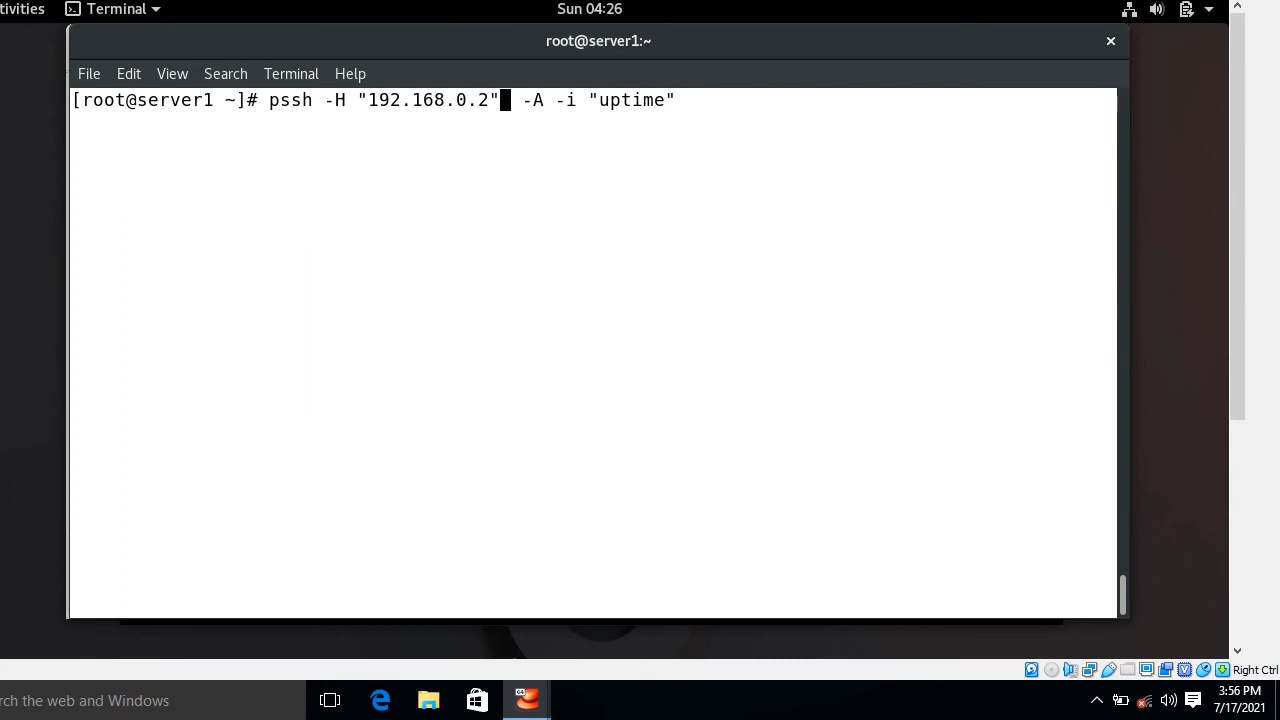 tivities Terminal Sun 04:26
root@server1:~ ×
File Edit View Search Terminal Help
[root@server1 ~]# pssh -H "192.168.0.2" -A -i "uptime"
Right Ctrl
rch the web and Windows
3:56 PM
7/17/2021